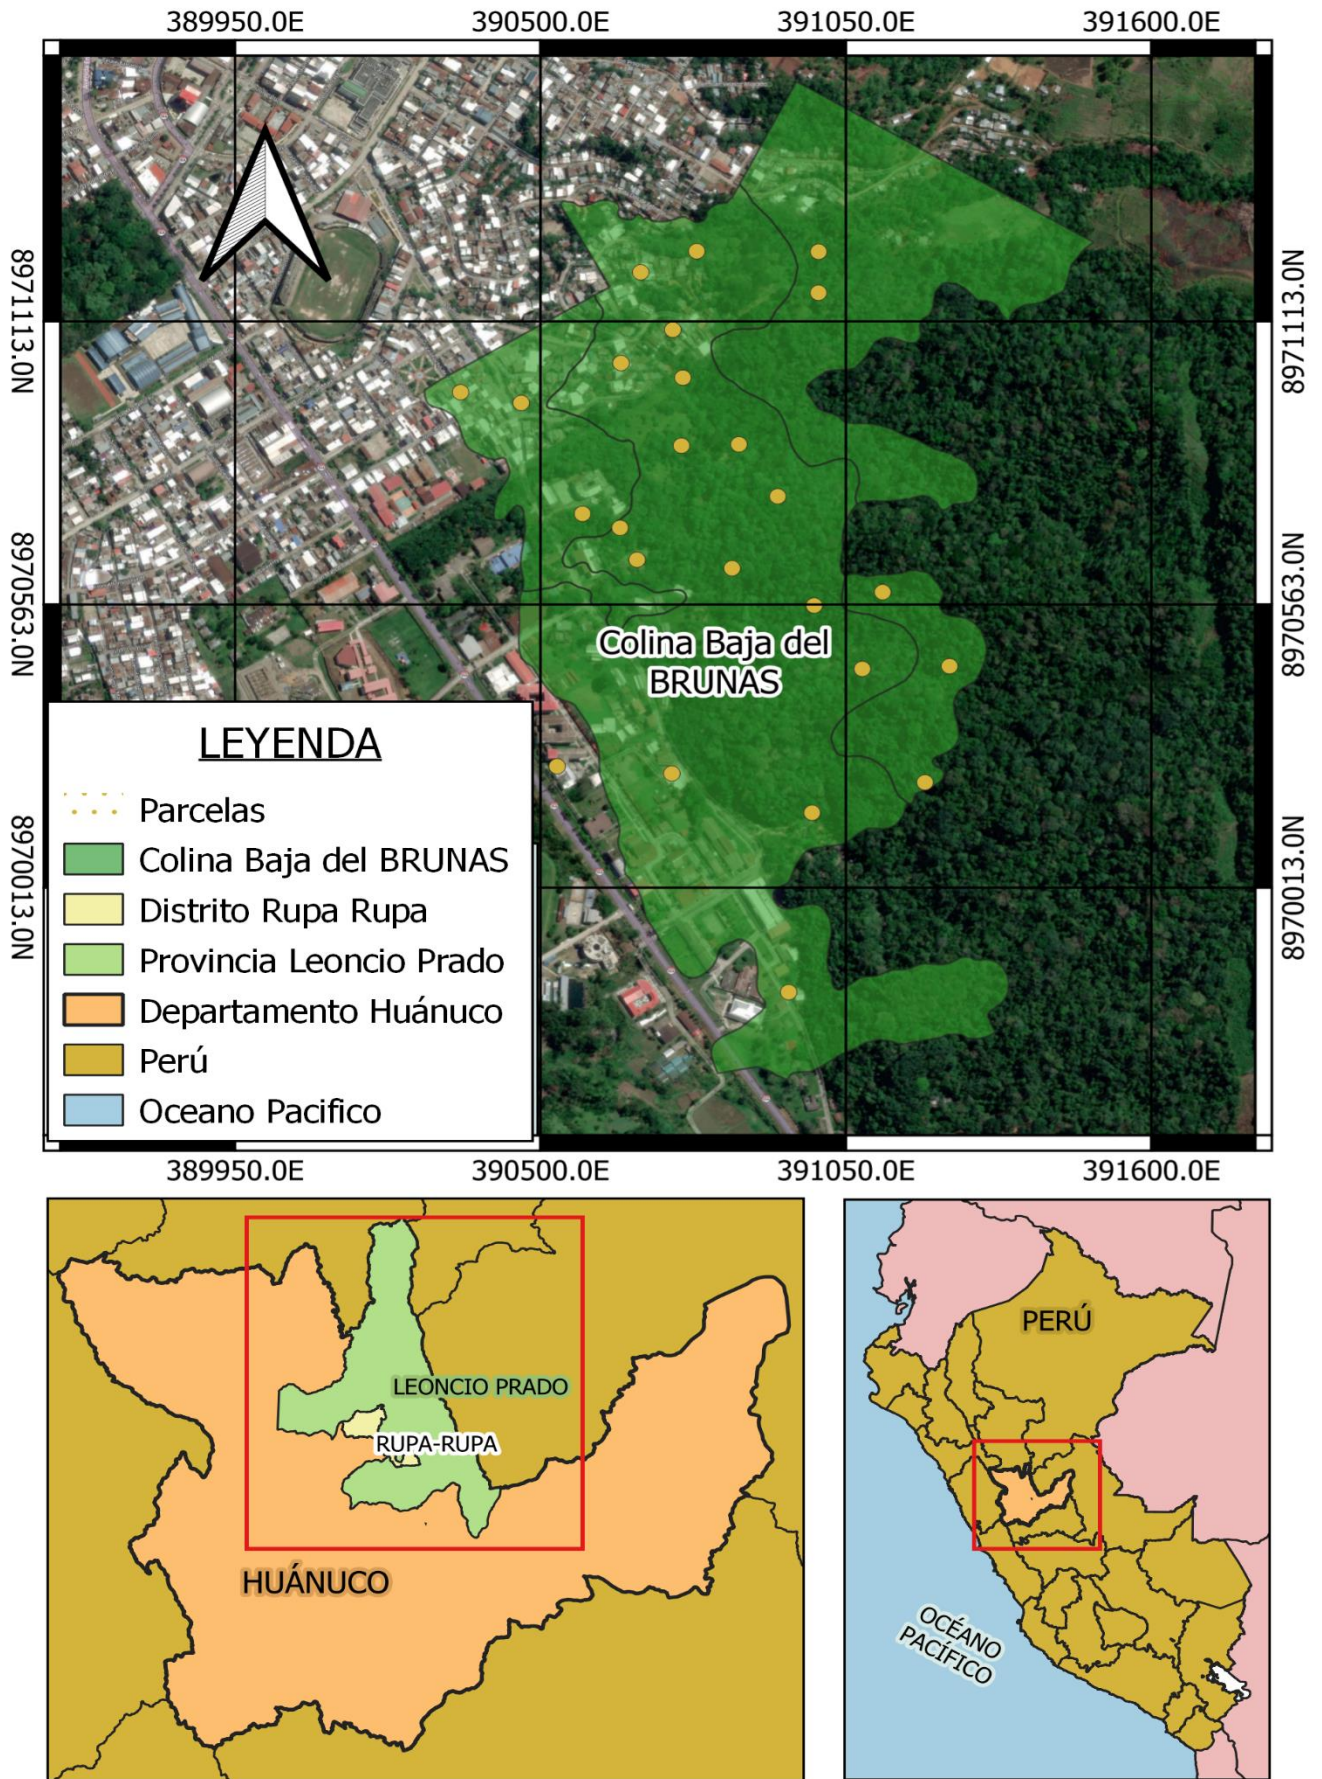 389950.0E 390500.0E 391050.0E 391600.0E
8971113.0N
8971113.0N
8970563.0N
8970593.0N
Colina Baja del
BRUNAS
LEYENDA
Parcelas
Colina Baja del BRUNAS
Distrito Rupa Rupa
Provincia Leoncio Prado
Departamento Huánuco
Perú
Oceano Pacifico
8970013.0N
8970013.0N
389950.0E 390500.0E 391050.0E 391600.0E
LEONCIO PRADO
RUPA-RUPA
HUÁNUCO
PERÚ
OCÉANO
PACÍFICO